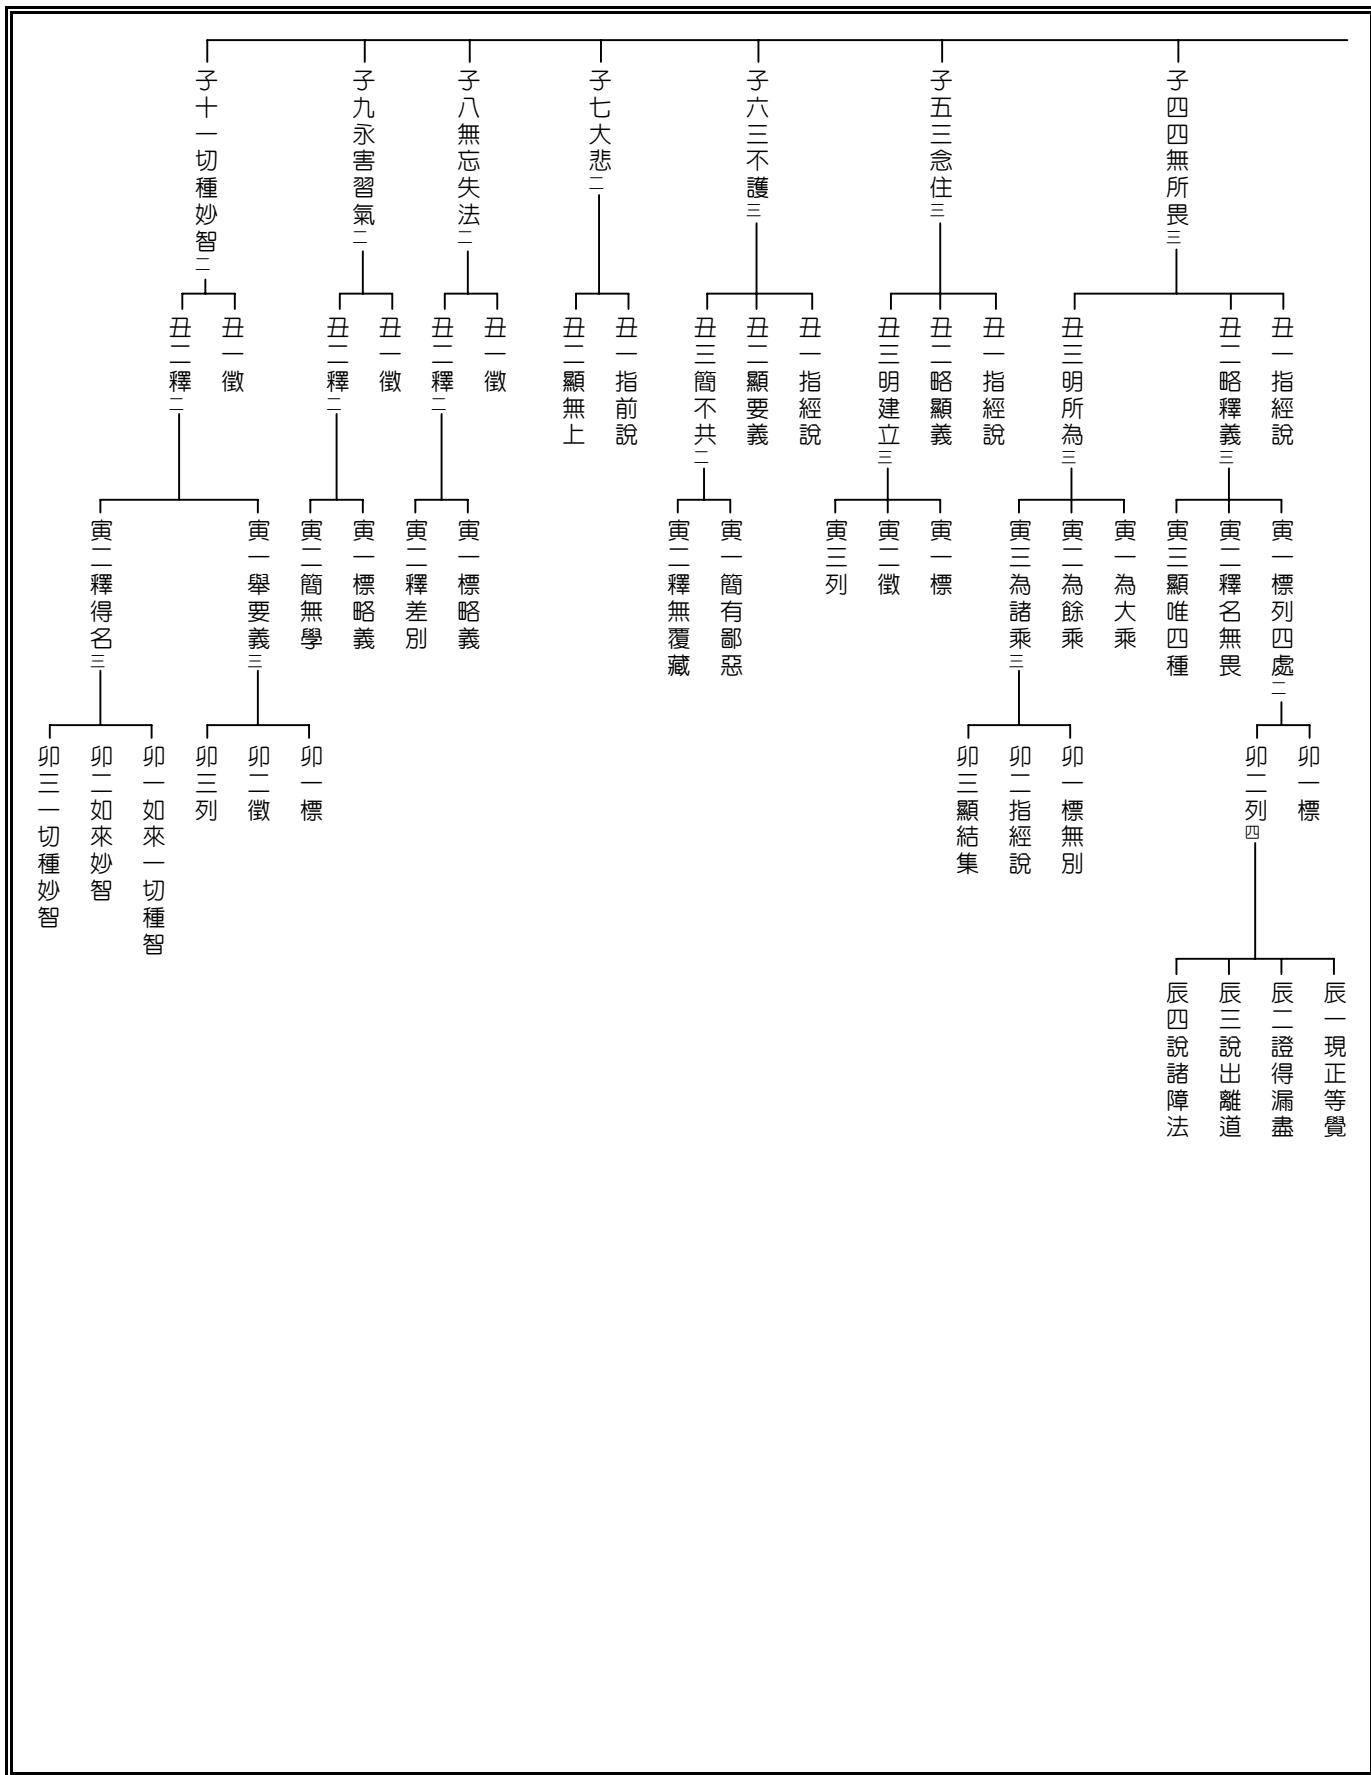 子四四無所畏三
丑一指經說
丑二略釋義三
寅一標列四處二
卯一標
卯二列四
辰一現正等覺
辰二證得漏盡
辰三說出離道
辰四說諸障法
寅二釋名無畏
寅三顯唯四種
丑三明所為三
寅一為大乘
寅二為餘乘
寅三為諸乘三
卯一標無別
卯二指經說
卯三顯結集
子五三念住三
丑一指經說
丑二略顯義
丑三明建立三
寅一標
寅二徵
寅三列
子六三不護三
丑一指經說
丑二顯要義
丑三簡不共二
寅一簡有鄙惡
寅二釋無覆藏
子七大悲二
丑一指前說
丑二顯無上
子八無忘失法二
丑一徵
丑二釋二
寅一標略義
寅二釋差別
子九永害習氣二
丑一徵
丑二釋二
寅一標略義
寅二簡無學
子十一切種妙智二
丑一徵
丑二釋二
寅一舉要義三
卯一標
卯二徵
卯三列
寅二釋得名三
卯一如來一切種智
卯二如來妙智
卯三一切種妙智